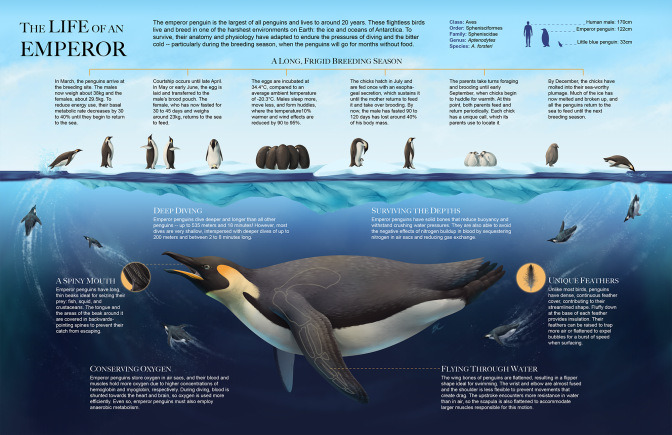 THE LIFE OF AN
EMPEROR
The emperor penguin is the largest of all penguins and lives to around 20 years. These flightless birds
live and breed in one of the harshest environments on Earth: the ice and oceans of Antarctica. To
survive, their anatomy and physiology have adapted to endure the pressures of diving and the bitter
cold -- particularly during the breeding season, when the penguins will go for months without food.
Class: Aves
Order: Sphenisciformes
Family: Spheniscidae
Genus: Aptenodytes
Species: A. forsteri
Human male: 170cm
Emperor penguin: 122cm
Little blue penguin: 33cm
A LONG, FRIGID BREEDING SEASON
In March, the penguins arrive at
the breeding site. The males
now weigh about 38kg and the
females, about 29.5kg. To
reduce energy use, their basal
metabolic rate decreases by 30
to 40% until they begin to return
to the sea.
Courtship occurs until late April.
In May or early June, the egg is
laid and transferred to the
male's brood pouch. The
female, who has now fasted for
30 to 45 days and weighs
around 23kg, returns to the sea
to feed.
The eggs are incubated at
34.4°C, compared to an
average ambient temperature
of -20.3°C. Males sleep more,
move less, and form huddles,
where the temperature
warmer and wind effects are
reduced by 90 to 95%.
The chicks hatch in July and
are fed once with an esopha-
geal secretion, which sustains it
until the mother returns to feed
it and take over brooding. By
now, the male has fasted 90 to
120 days has lost around 40%
of his body mass.
The parents take turns foraging
and brooding until early
September, when chicks begin
to huddle for warmth. At this
point, both parents feed and
return periodically. Each chick
has a unique call, which its
parents use to locate it.
By December, the chicks have
molted into their sea-worthy
plumage. Much of the ice has
now melted and broken up, and
all the penguins return to the
sea to feed until the next
breeding season.
DEEP DIVING
Emperor penguins dive deeper and longer than all other
penguins -- up to 535 meters and 18 minutes! However, most
dives are very shallow, interspersed with deeper dives of up to
200 meters and between 2 to 8 minutes long.
SURVIVING THE DEPTHS
Emperor penguins have solid bones that reduce buoyancy and
withstand crushing water pressures. They are also able to avoid
the negative effects of nitrogen buildup in blood by sequestering
nitrogen in air sacs and reducing gas exchange.
A SPINY MOUTH
Emperor penguins have long,
thin beaks ideal for seizing their
prey: fish, squid, and
crustaceans. The tongue and
the areas of the beak around it
are covered in backwards-
pointing spines to prevent their
catch from escaping.
UNIQUE FEATHERS
Unlike most birds, penguins
have dense, continuous feather
cover, contributing to their
streamlined shape. Fluffy down
at the base of each feather
provides insulation. Their
feathers can be raised to trap
more air or flattened to expel
bubbles for a burst of speed
when surfacing.
CONSERVING OXYGEN
Emperor penguins store oxygen in air sacs, and their blood and
muscles hold more oxygen due to higher concentrations of
hemoglobin and myoglobin, respectively. During diving, blood is
shunted towards the heart and brain, so oxygen is used more
efficiently. Even so, emperor penguins must also employ
anaerobic metabolism.
FLYING THROUGH WATER
The wing bones of penguins are flattened, resulting in a flipper
shape ideal for swimming. The wrist and elbow are almost fused
and the shoulder is less flexible to prevent movements that
create drag. The upstroke encounters more resistance in water
than in air, so the scapula is also flattened to accommodate
larger muscles responsible for this motion.